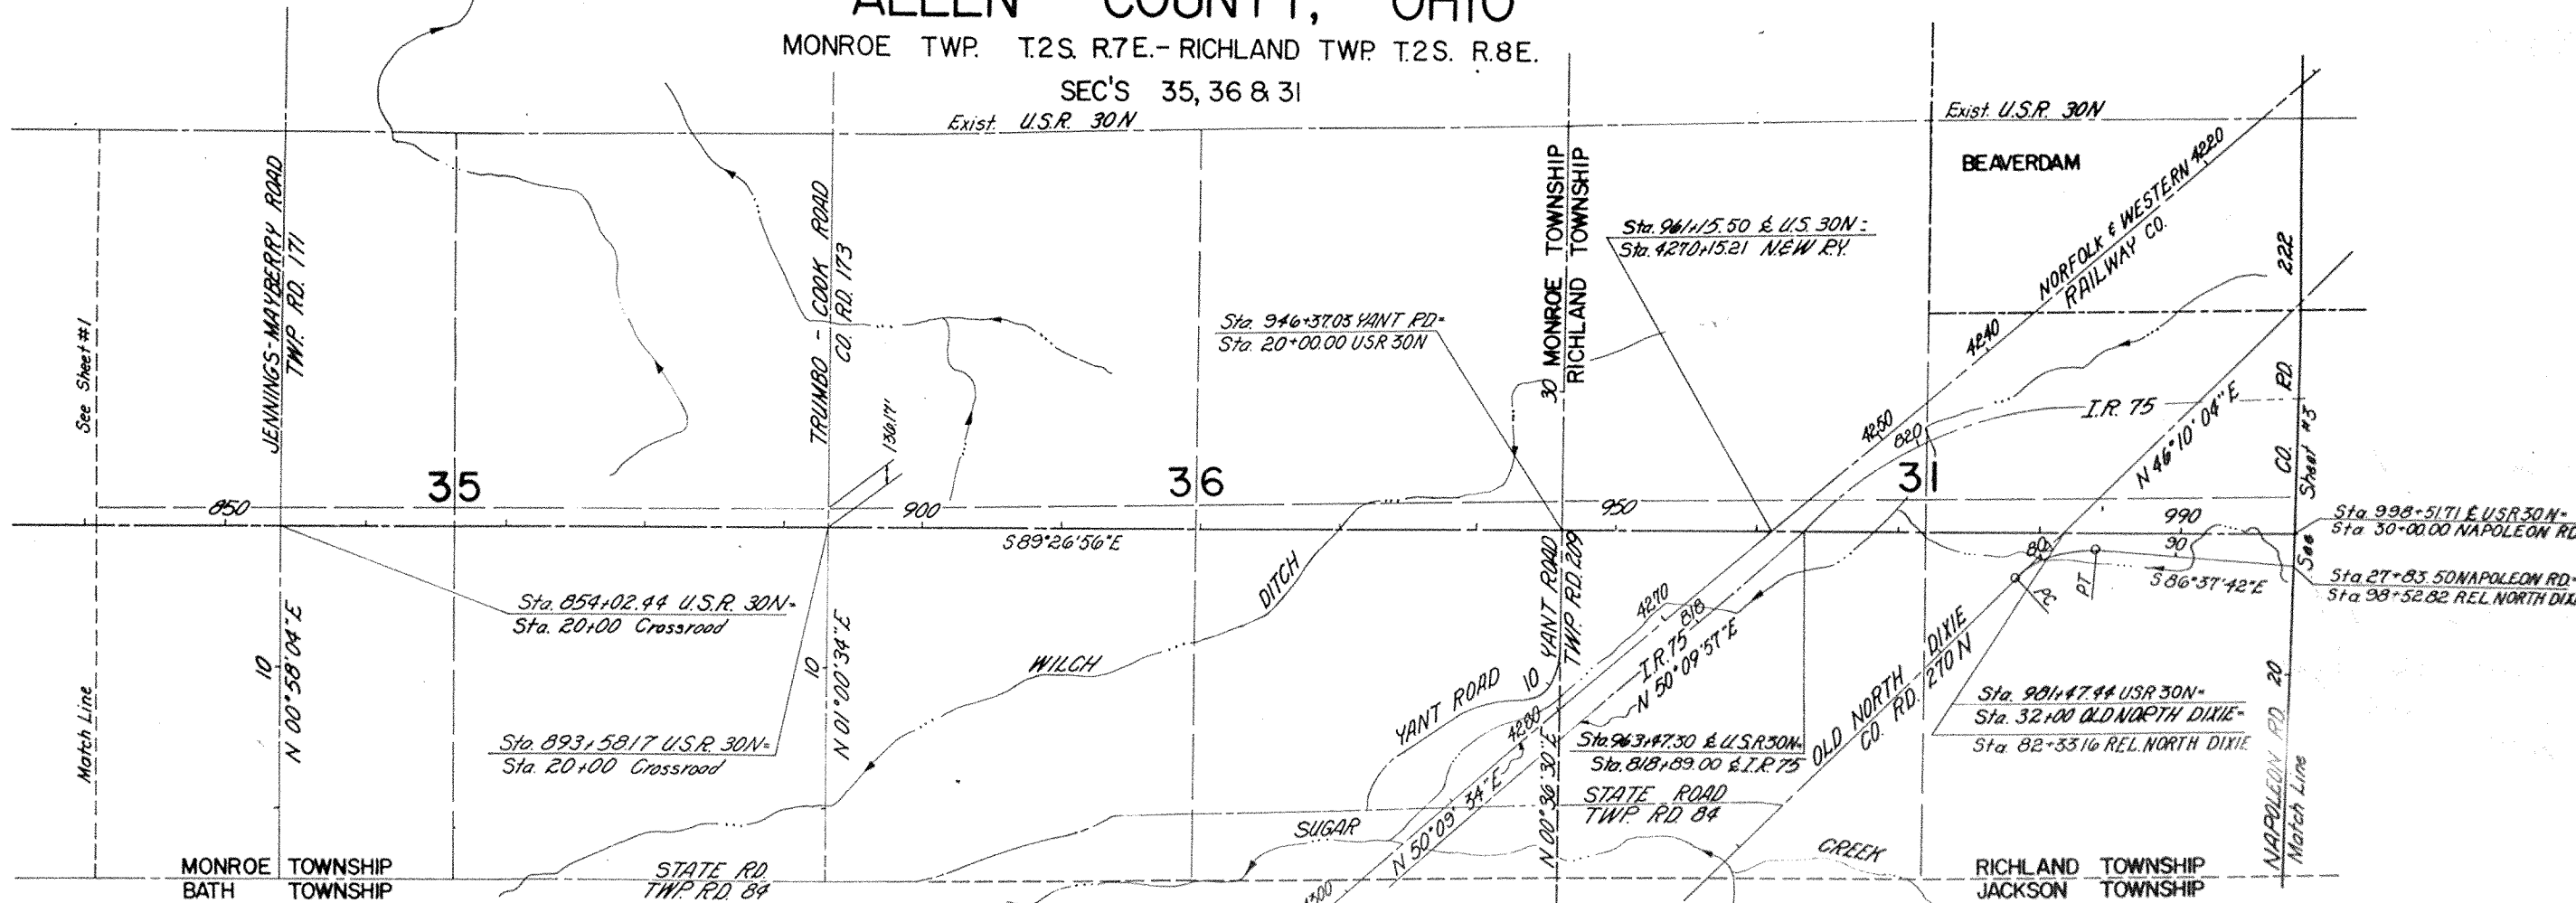 ALLEN COUNTY, OHIO
MONROE TWP. T.2S. R.7E.- RICHLAND TWP. T.2S. R.8E.
SEC'S 35, 36 & 31
Exist. U.S.R. 30N
Exist. U.S.R. 30N
BEAVERDAM
See Sheet #1
Match Line
JENNINGS-MAYBERRY ROAD
TWP. RD. 171
TRUMBO - COOK ROAD
CO. RD. 173
136.17'
30 MONROE TOWNSHIP
RICHLAND TOWNSHIP
Sta. 961+15.50 ℄ U.S. 30N =
Sta. 4270+15.21 N.&W. RY.
Sta. 946+37.03 YANT RD=
Sta. 20+00.00 USR 30N
NORFOLK & WESTERN 4220
RAILWAY CO.
4240
4250
820
I.R. 75
N 46°10'04"E
CO. RD. 222
See Sheet #3
35
36
31
850
900
950
990
S 89°26'56"E
Sta. 998+51.71 ℄ USR 30N=
Sta 30+00.00 NAPOLEON RD
Sta 27+83.50 NAPOLEON RD.=
Sta 98+52.82 REL. NORTH DIXI
80
90
PC
PT
S 86°37'42"E
Sta. 854+02.44 U.S.R. 30N=
Sta. 20+00 Crossroad
10
N 00°58'04"E
10
N 01°00'34"E
Sta. 893+58.17 U.S.R. 30N=
Sta. 20+00 Crossroad
WILCH
DITCH
YANT ROAD
TWP. RD. 209
YANT ROAD
10
4270
818
I.R. 75
N 50°09'57"E
4280
N 50°09'34"E
N 00°36'30"E
Sta. 963+47.30 ℄ U.S.R 30N=
Sta. 818+89.00 ℄ I.R. 75
OLD NORTH DIXIE
CO. RD. 270 N
Sta. 981+47.44 USR 30N=
Sta. 32+00 OLD NORTH DIXIE=
Sta. 82+33.16 REL. NORTH DIXIE
NAPOLEON RD. 20
Match Line
STATE ROAD
TWP. RD. 84
SUGAR
CREEK
4300
MONROE TOWNSHIP
BATH TOWNSHIP
STATE RD.
TWP. RD. 84
RICHLAND TOWNSHIP
JACKSON TOWNSHIP